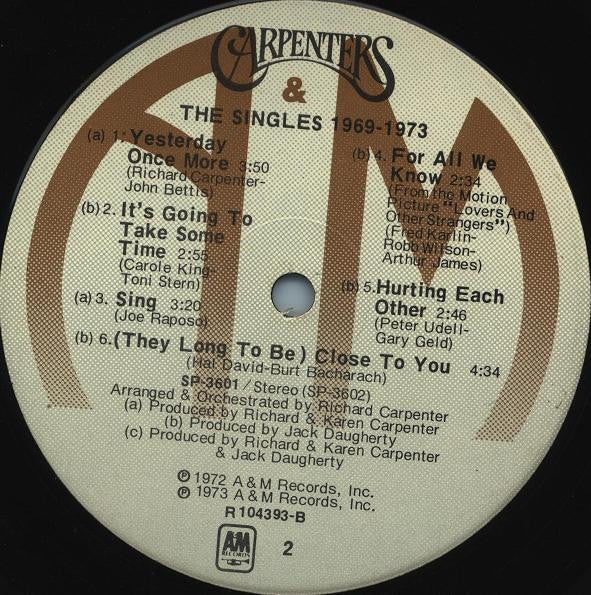 CARPENTERS
&
THE SINGLES 1969-1973
(a) 1. Yesterday
Once More 3:50
(Richard Carpenter-
John Bettis)
(b) 2. It's Going To
Take Some
Time 2:55
(Carole King-
Toni Stern)
(a) 3. Sing 3:20
(Joe Raposo)
(b) 4. For All We
Know 2:34
(From the Motion
Picture "Lovers And
Other Strangers")
(Fred Karlin-
Robb Wilson-
Arthur James)
(b) 5. Hurting Each
Other 2:46
(Peter Udell-
Gary Geld)
(b) 6. (They Long To Be) Close To You 4:34
(Hal David-Burt Bacharach)
SP-3601 / Stereo (SP-3602)
Arranged & Orchestrated by Richard Carpenter
(a) Produced by Richard & Karen Carpenter
(b) Produced by Jack Daugherty
(c) Produced by Richard & Karen Carpenter
& Jack Daugherty
℗ 1972 A & M Records, Inc.
℗ 1973 A & M Records, Inc.
R 104393-B
A&M
RECORDS
2